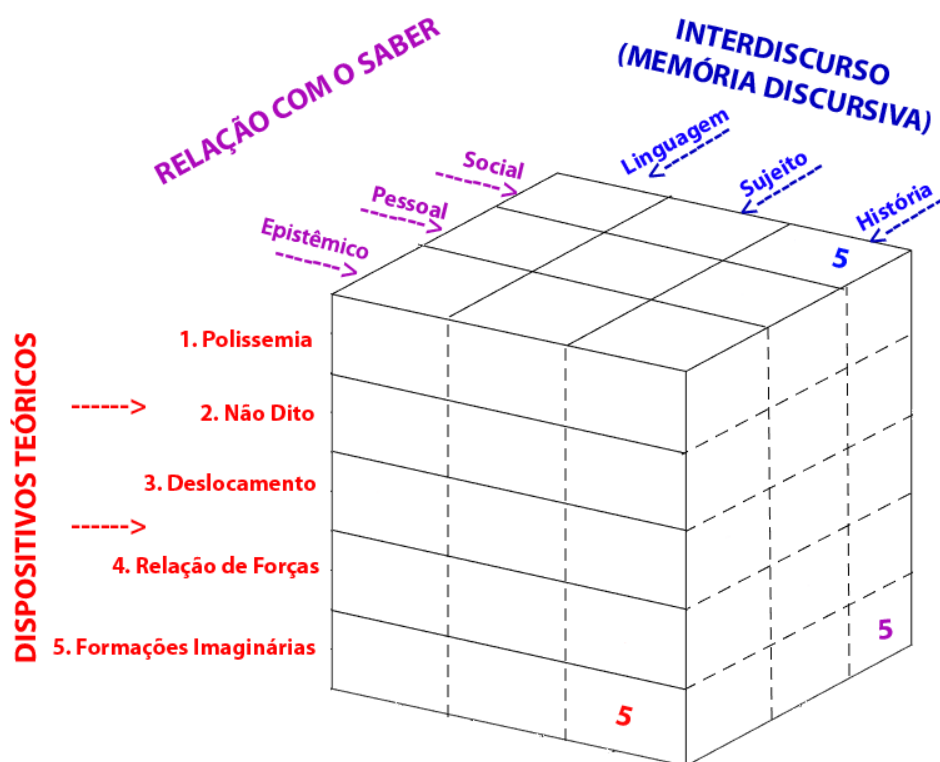 RELAÇÃO COM O SABER
INTERDISCURSO
(MEMÓRIA DISCURSIVA)
Social
Pessoal
Epistêmico
Linguagem
Sujeito
História
5
DISPOSITIVOS TEÓRICOS
1. Polissemia
2. Não Dito
3. Deslocamento
4. Relação de Forças
5. Formações Imaginárias
5
5